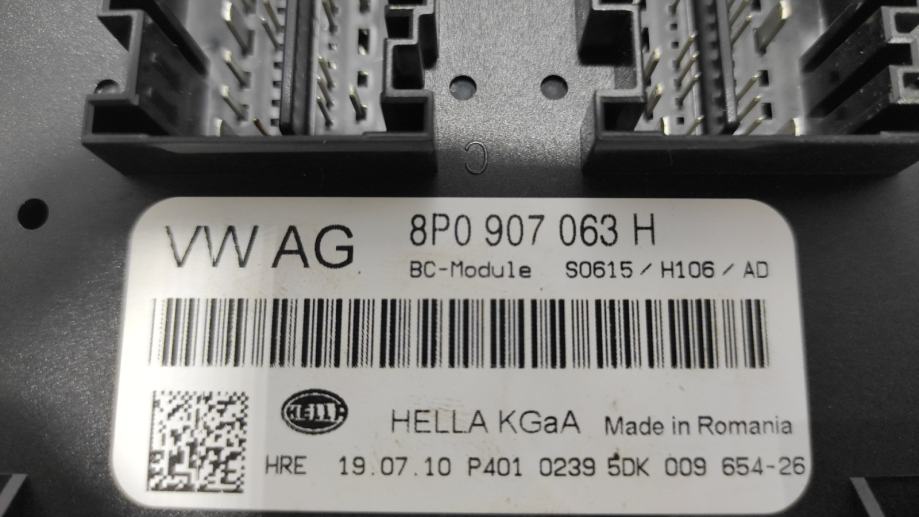 C
VW AG
8P0 907 063 H
BC-Module S0615 / H106 / AD
HELLA
HELLA KGaA Made in Romania
HRE 19.07.10 P401 0239 5DK 009 654-26